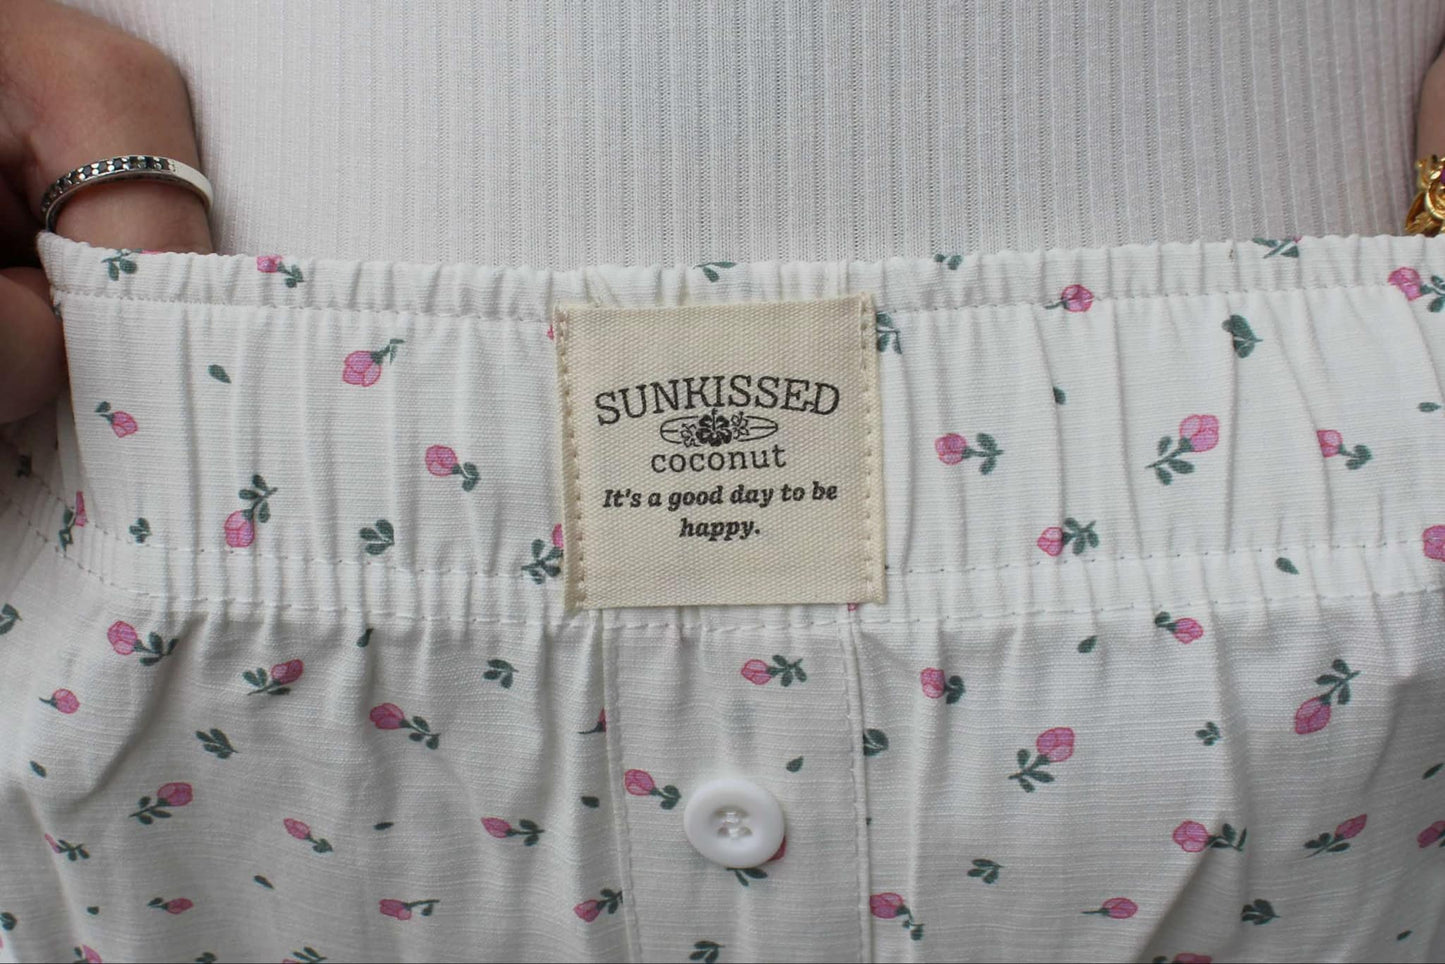 SUNKISSED
coconut
It's a good day to be
happy.